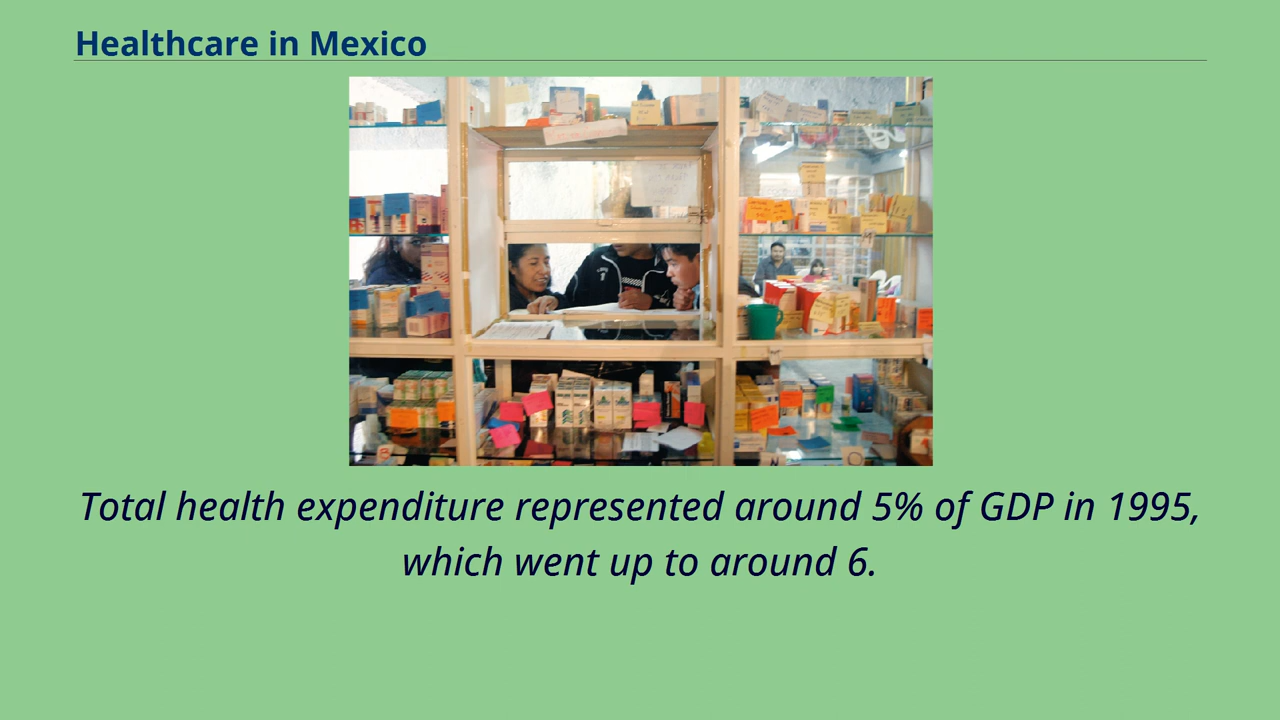 Healthcare in Mexico
Total health expenditure represented around 5% of GDP in 1995,
which went up to around 6.